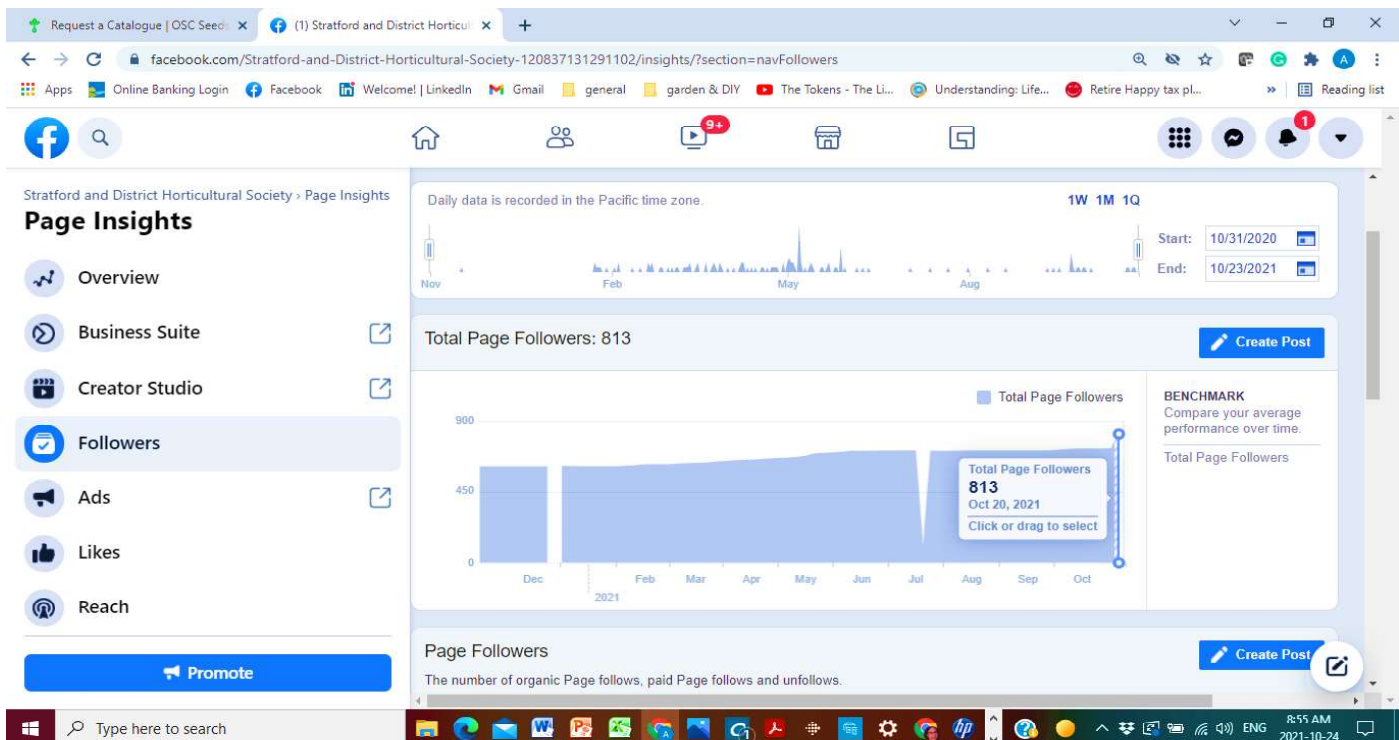 Request a Catalogue | OSC Seeds
(1) Stratford and District Horticul
facebook.com/Stratford-and-District-Horticultural-Society-120837131291102/insights/?section=navFollowers
A
Apps
Online Banking Login
Facebook
Welcome! | LinkedIn
Gmail
general
garden & DIY
The Tokens - The Li...
Understanding: Life...
Retire Happy tax pl...
»
Reading list
9+
1
Stratford and District Horticultural Society › Page Insights
Page Insights
Overview
Business Suite
Creator Studio
Followers
Ads
Likes
Reach
Promote
Daily data is recorded in the Pacific time zone.
1W 1M 1Q
Start: 10/31/2020
End: 10/23/2021
Nov Feb May Aug
Total Page Followers: 813
Create Post
Total Page Followers
BENCHMARK
Compare your average
performance over time.
Total Page Followers
900
450
0
Total Page Followers
813
Oct 20, 2021
Click or drag to select
Dec Feb Mar Apr May Jun Jul Aug Sep Oct
2021
Page Followers
Create Post
The number of organic Page follows, paid Page follows and unfollows.
Type here to search
ENG
8:55 AM
2021-10-24